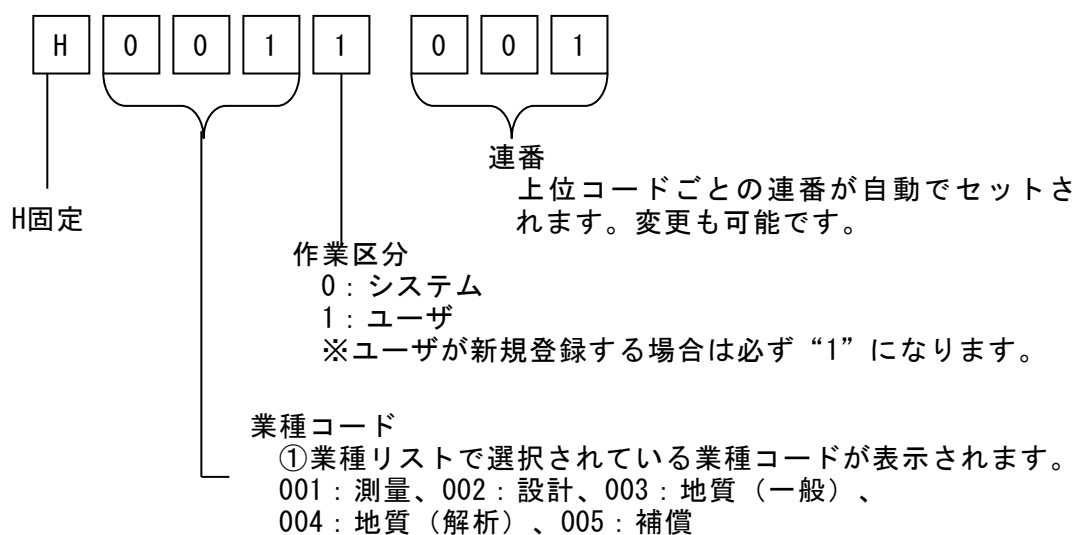 H 0 0 1 1 0 0 1
連番
上位コードごとの連番が自動でセットさ
れます。変更も可能です。
H固定
作業区分
0：システム
1：ユーザ
※ユーザが新規登録する場合は必ず“1”になります。
業種コード
①業種リストで選択されている業種コードが表示されます。
001：測量、002：設計、003：地質（一般）、
004：地質（解析）、005：補償